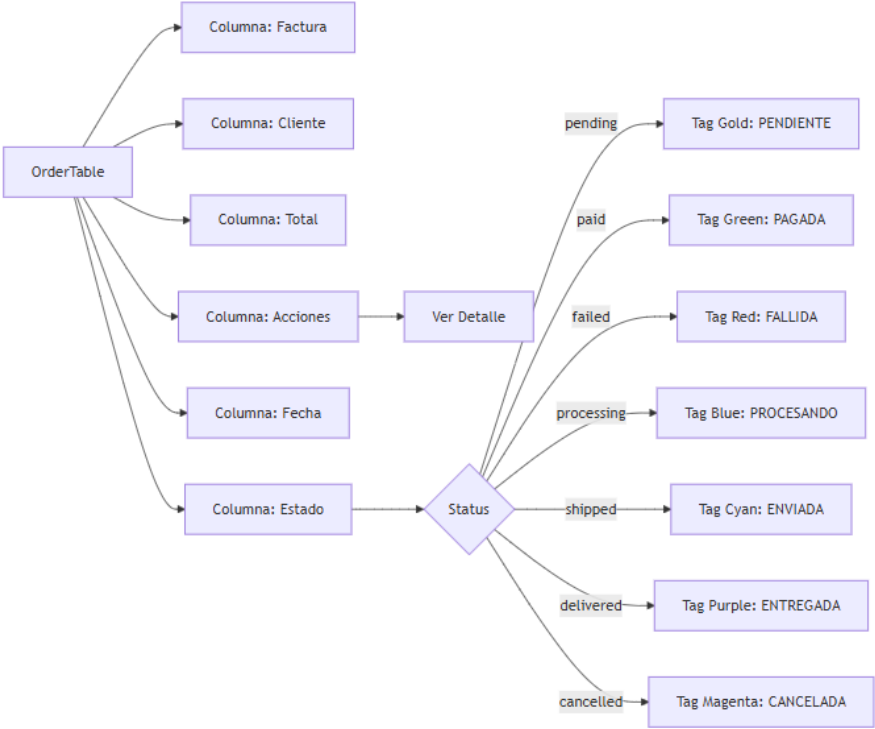 OrderTable
Columna: Factura
Columna: Cliente
Columna: Total
Columna: Acciones
Ver Detalle
Columna: Fecha
Columna: Estado
Status
pending
Tag Gold: PENDIENTE
paid
Tag Green: PAGADA
failed
Tag Red: FALLIDA
processing
Tag Blue: PROCESANDO
shipped
Tag Cyan: ENVIADA
delivered
Tag Purple: ENTREGADA
cancelled
Tag Magenta: CANCELADA